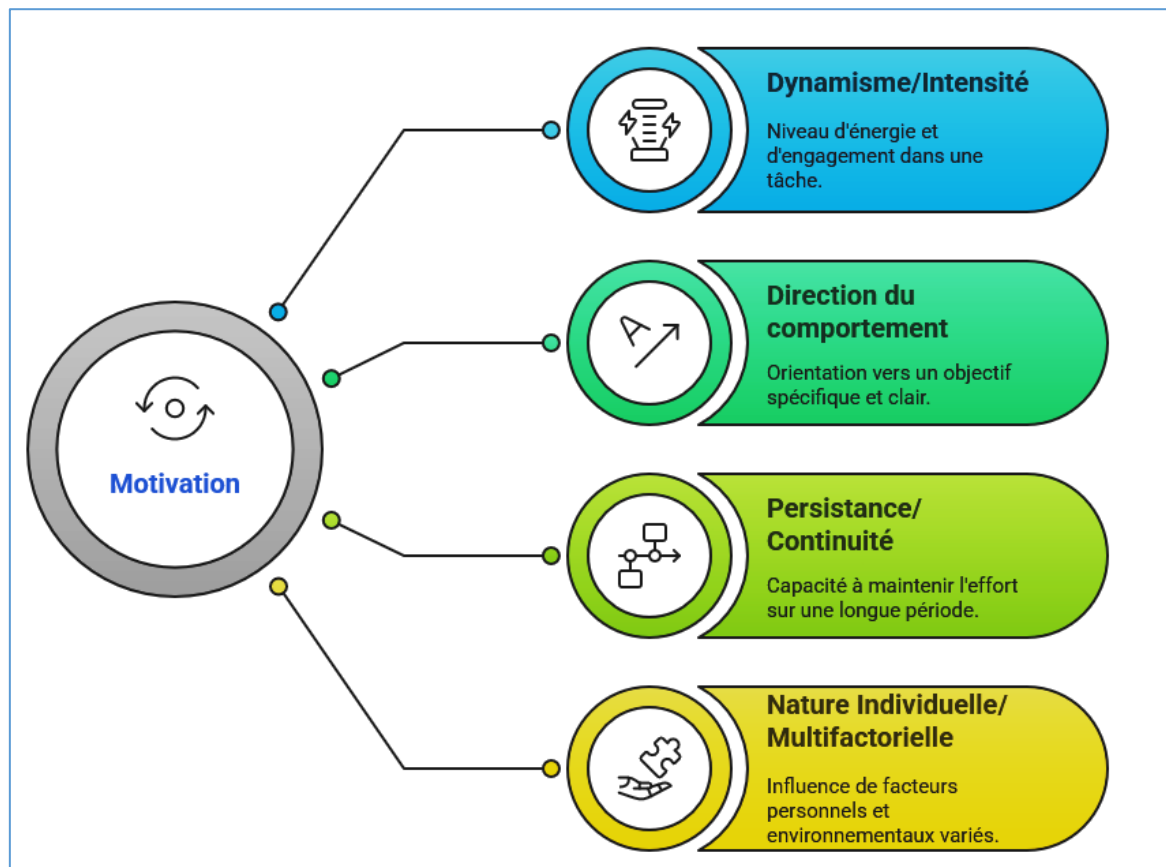 Motivation
Dynamisme/Intensité
Niveau d'énergie et
d'engagement dans une
tâche.
Direction du
comportement
Orientation vers un objectif
spécifique et clair.
Persistance/
Continuité
Capacité à maintenir l'effort
sur une longue période.
Nature Individuelle/
Multifactorielle
Influence de facteurs
personnels et
environnementaux variés.